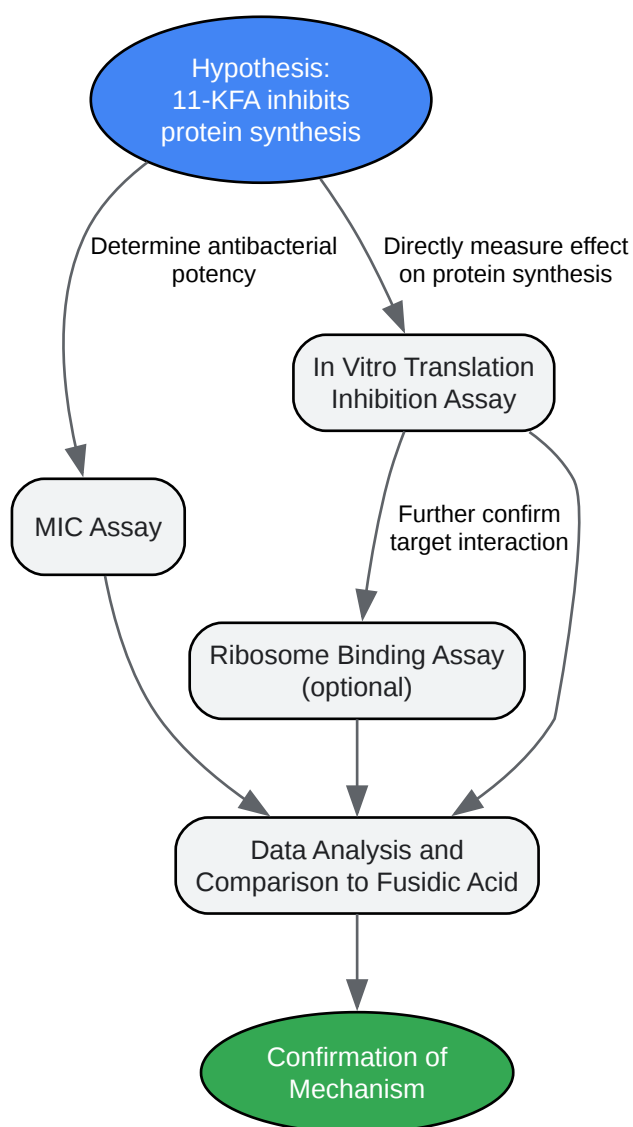 Hypothesis:
11-KFA inhibits
protein synthesis
Determine antibacterial
potency
Directly measure effect
on protein synthesis
In Vitro Translation
Inhibition Assay
MIC Assay
Further confirm
target interaction
Ribosome Binding Assay
(optional)
Data Analysis and
Comparison to Fusidic Acid
Confirmation of
Mechanism